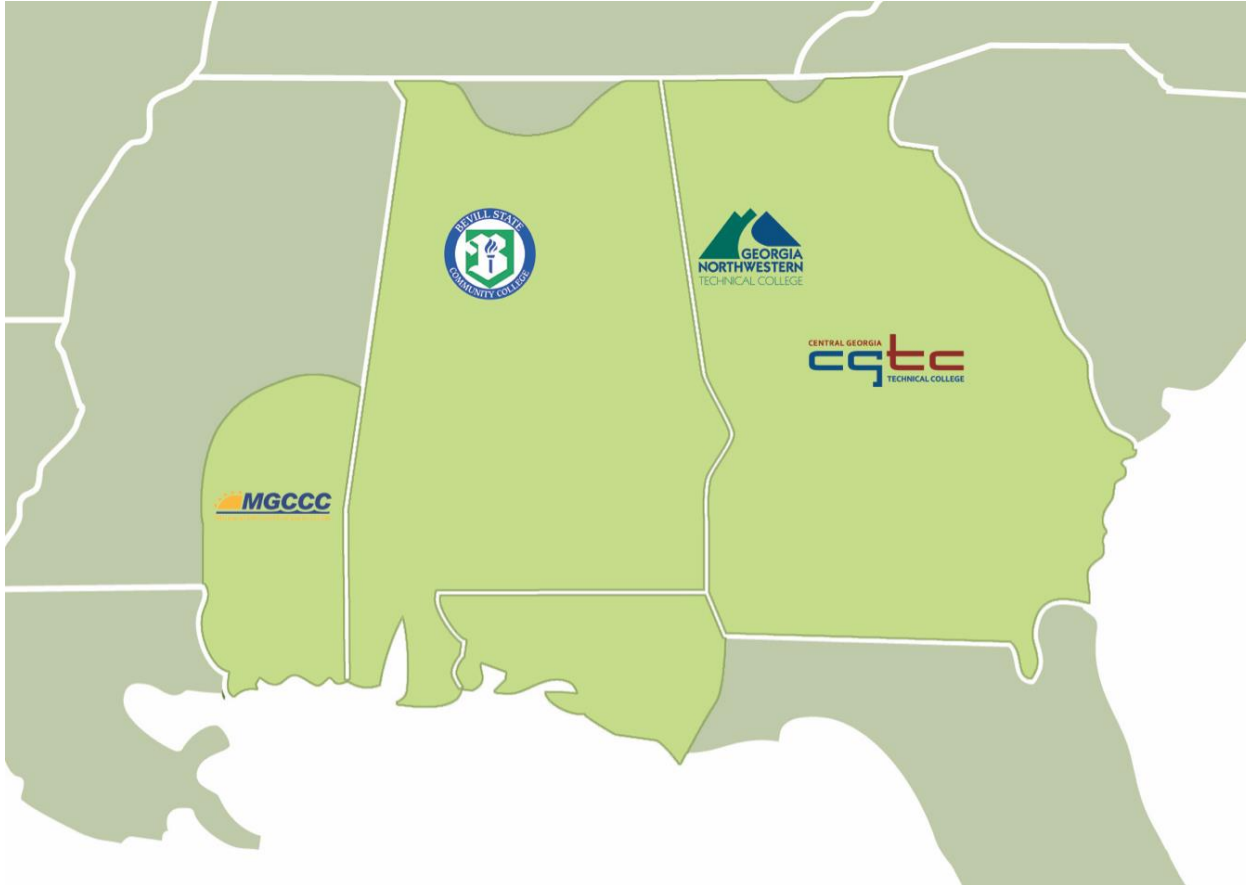 BEVILL STATE
COMMUNITY COLLEGE
GEORGIA
NORTHWESTERN
TECHNICAL COLLEGE
CENTRAL GEORGIA
cgtc
TECHNICAL COLLEGE
MGCCC